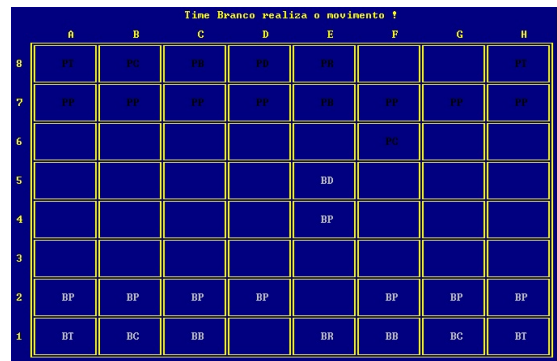 Time Branco realiza o movimento !
A B C D E F G H
8 PT PC PB PD PR PT
7 PP PP PP PP PB PP PP PP
6 PC
5 BD
4 BP
3
2 BP BP BP BP BP BP BP
1 BT BC BB BR BB BC BT